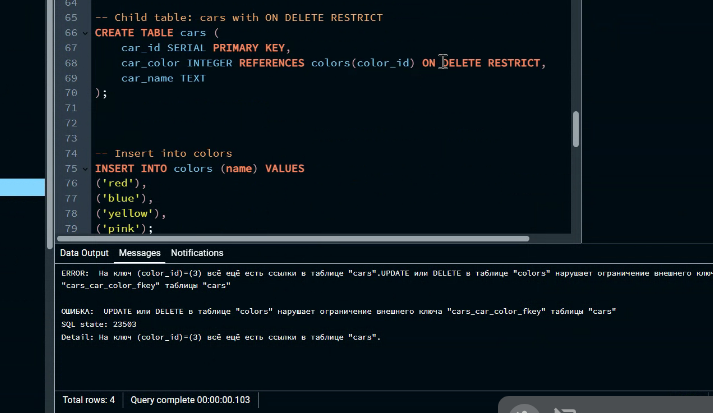 64
65 -- Child table: cars with ON DELETE RESTRICT
66 CREATE TABLE cars (
67 car_id SERIAL PRIMARY KEY,
68 car_color INTEGER REFERENCES colors(color_id) ON DELETE RESTRICT,
69 car_name TEXT
70 );
71
72
73
74 -- Insert into colors
75 INSERT INTO colors (name) VALUES
76 ('red'),
77 ('blue'),
78 ('yellow'),
79 ('pink');
Data Output Messages Notifications
ERROR: На ключ (color_id)=(3) всё ещё есть ссылки в таблице "cars".UPDATE или DELETE в таблице "colors" нарушает ограничение внешнего
"cars_car_color_fkey" таблицы "cars"
ОШИБКА: UPDATE или DELETE в таблице "colors" нарушает ограничение внешнего ключа "cars_car_color_fkey" таблицы "cars"
SQL state: 23503
Detail: На ключ (color_id)=(3) всё ещё есть ссылки в таблице "cars".
Total rows: 4 Query complete 00:00:00.103